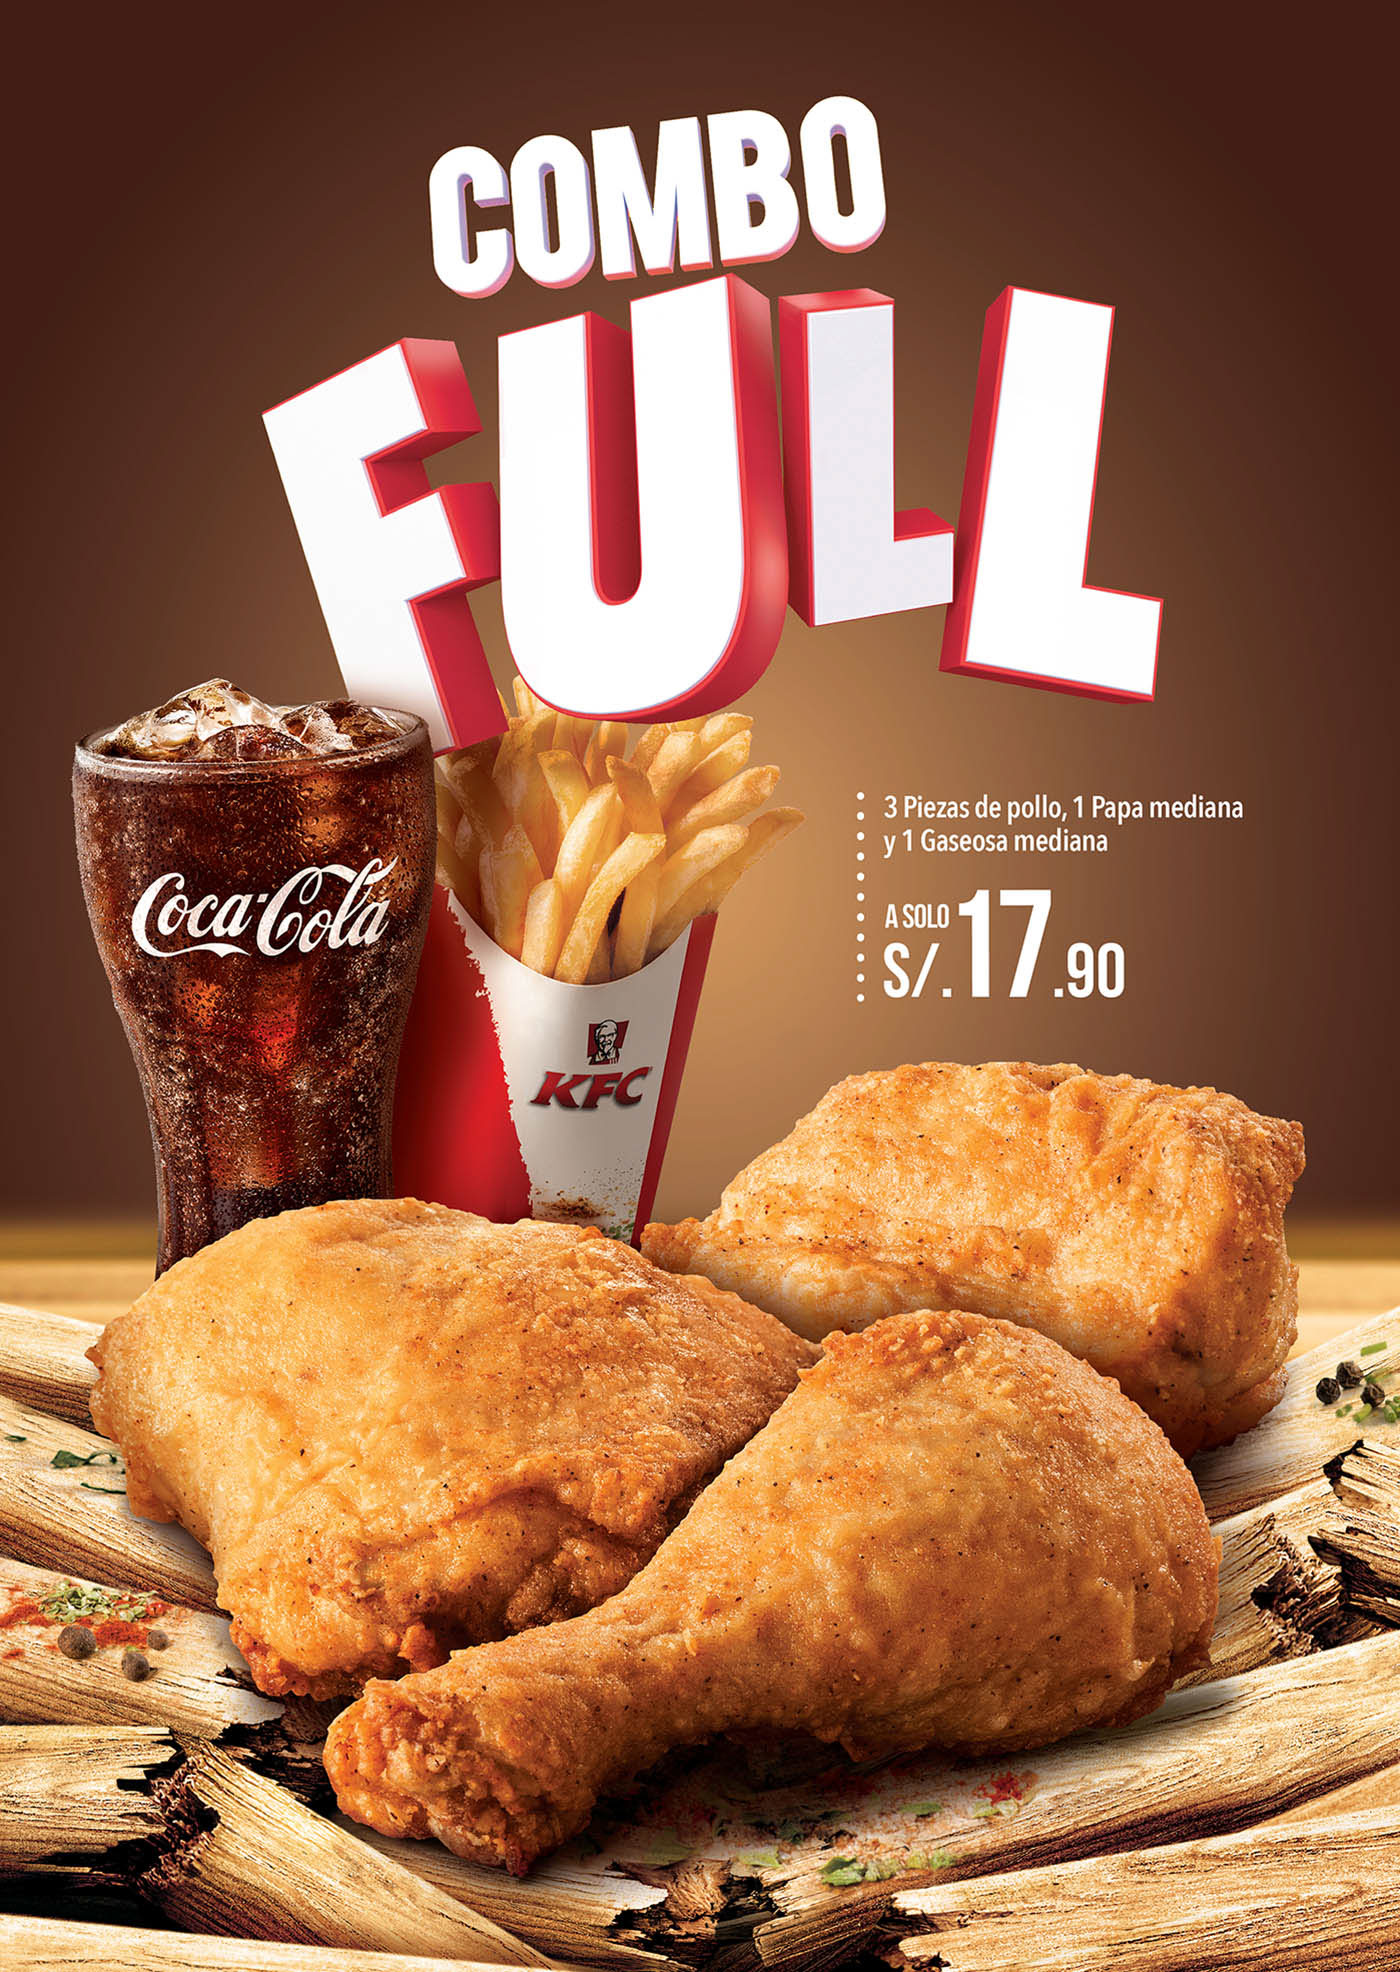 COMBO
FULL
3 Piezas de pollo, 1 Papa mediana
y 1 Gaseosa mediana
A SOLO
S/.17.90
Coca-Cola
KFC